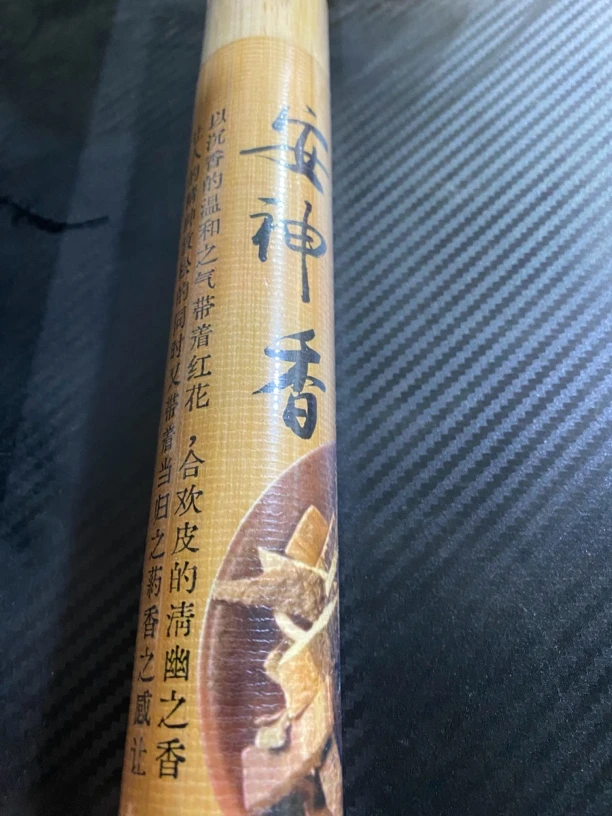 安神香
以沉香的温和之气带着红花,合欢皮的清幽之香
的同时又带着当归之药香之感让